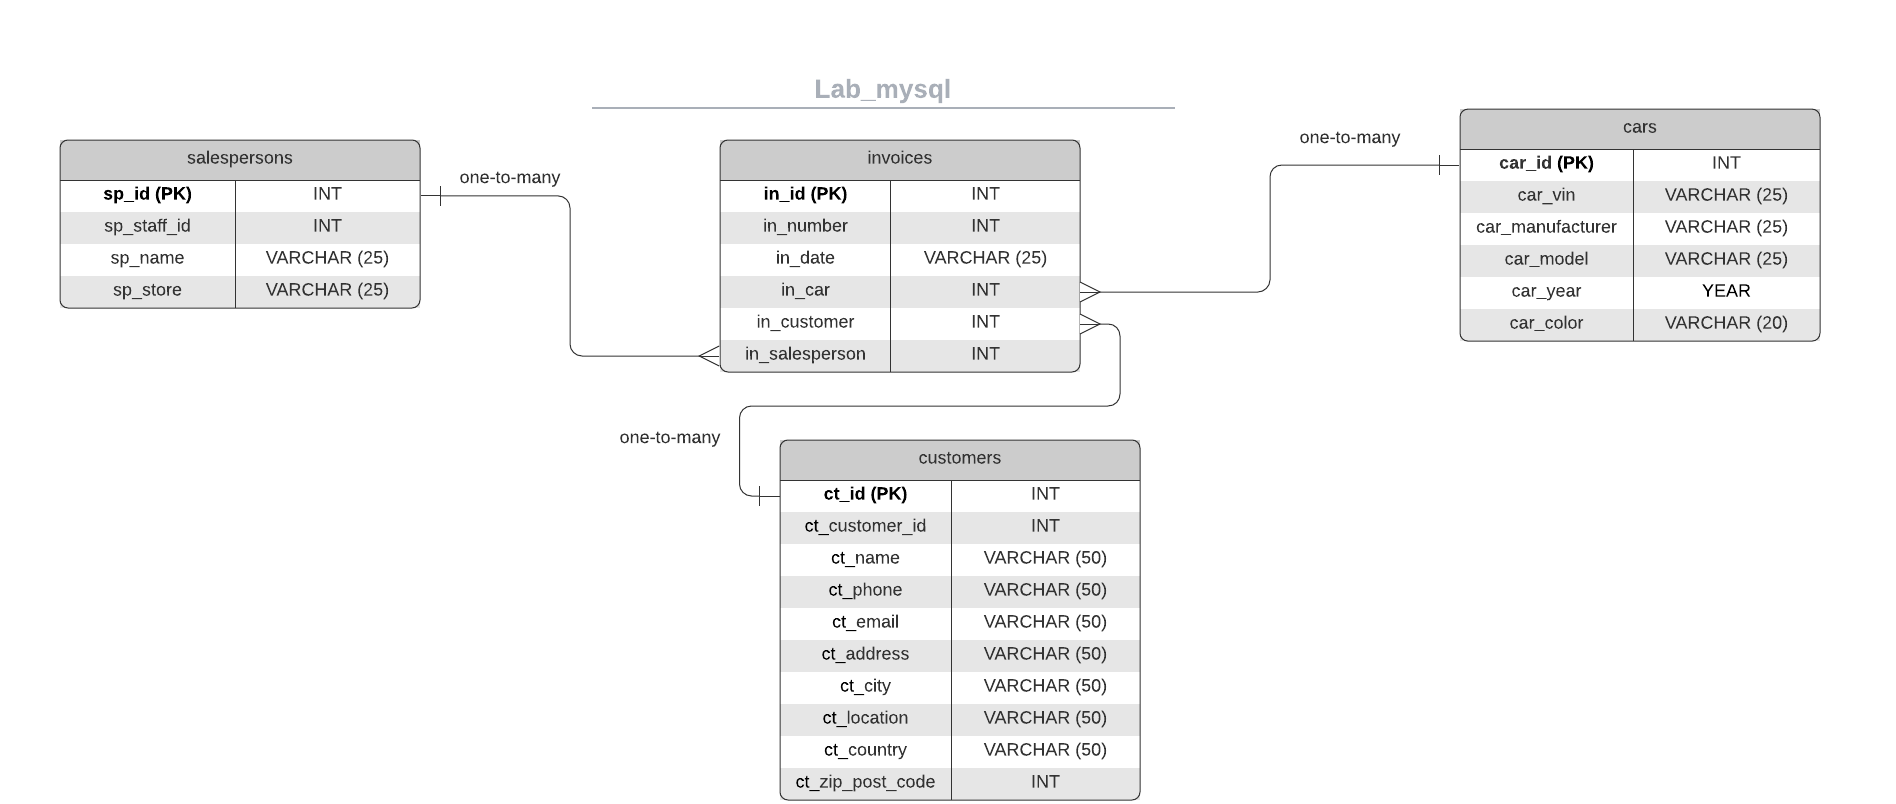 Lab_mysql
salespersons
sp_id (PK) INT
sp_staff_id INT
sp_name VARCHAR (25)
sp_store VARCHAR (25)
one-to-many
invoices
in_id (PK) INT
in_number INT
in_date VARCHAR (25)
in_car INT
in_customer INT
in_salesperson INT
one-to-many
cars
car_id (PK) INT
car_vin VARCHAR (25)
car_manufacturer VARCHAR (25)
car_model VARCHAR (25)
car_year YEAR
car_color VARCHAR (20)
one-to-many
customers
ct_id (PK) INT
ct_customer_id INT
ct_name VARCHAR (50)
ct_phone VARCHAR (50)
ct_email VARCHAR (50)
ct_address VARCHAR (50)
ct_city VARCHAR (50)
ct_location VARCHAR (50)
ct_country VARCHAR (50)
ct_zip_post_code INT